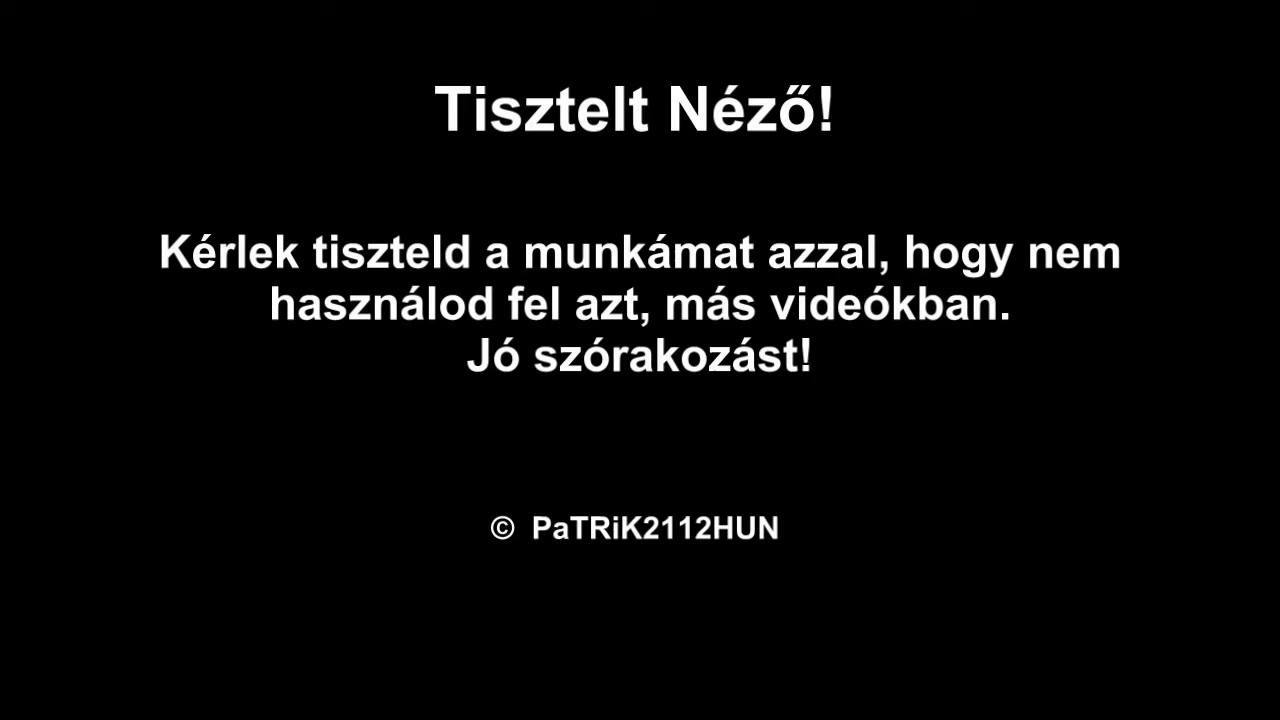 Tisztelt Néző!
Kérlek tiszteld a munkámat azzal, hogy nem
használod fel azt, más videókban.
Jó szórakozást!
© PaTRiK2112HUN